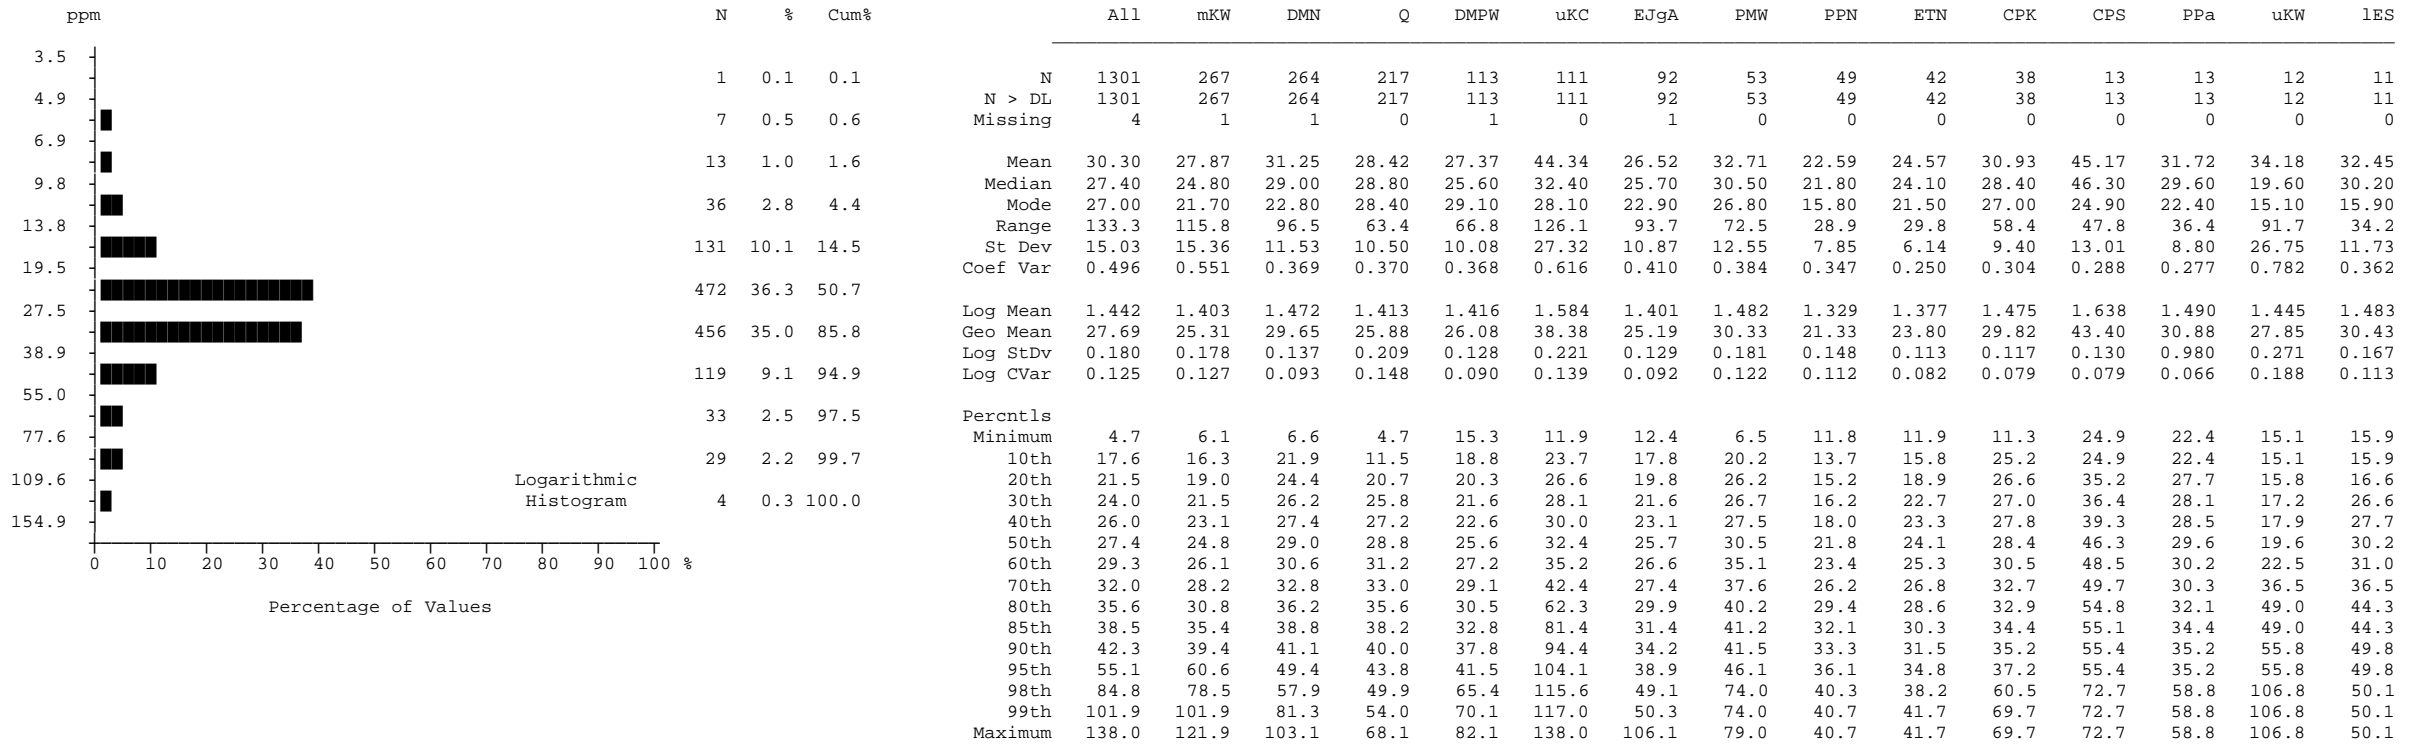 ppm N % Cum% All mKW DMN Q DMPW uKC EJgA PMW PPN ETN CPK CPS PPa uKW lES
3.5
1 0.1 0.1 N 1301 267 264 217 113 111 92 53 49 42 38 13 13 12 11
4.9 N > DL 1301 267 264 217 113 111 92 53 49 42 38 13 13 12 11
7 0.5 0.6 Missing 4 1 1 0 1 0 1 0 0 0 0 0 0 0 0
6.9
13 1.0 1.6 Mean 30.30 27.87 31.25 28.42 27.37 44.34 26.52 32.71 22.59 24.57 30.93 45.17 31.72 34.18 32.45
9.8 Median 27.40 24.80 29.00 28.80 25.60 32.40 25.70 30.50 21.80 24.10 28.40 46.30 29.60 19.60 30.20
36 2.8 4.4 Mode 27.00 21.70 22.80 28.40 29.10 28.10 22.90 26.80 15.80 21.50 27.00 24.90 22.40 15.10 15.90
13.8 Range 133.3 115.8 96.5 63.4 66.8 126.1 93.7 72.5 28.9 29.8 58.4 47.8 36.4 91.7 34.2
131 10.1 14.5 St Dev 15.03 15.36 11.53 10.50 10.08 27.32 10.87 12.55 7.85 6.14 9.40 13.01 8.80 26.75 11.73
19.5 Coef Var 0.496 0.551 0.369 0.370 0.368 0.616 0.410 0.384 0.347 0.250 0.304 0.288 0.277 0.782 0.362
472 36.3 50.7
27.5 Log Mean 1.442 1.403 1.472 1.413 1.416 1.584 1.401 1.482 1.329 1.377 1.475 1.638 1.490 1.445 1.483
456 35.0 85.8 Geo Mean 27.69 25.31 29.65 25.88 26.08 38.38 25.19 30.33 21.33 23.80 29.82 43.40 30.88 27.85 30.43
38.9 Log StDv 0.180 0.178 0.137 0.209 0.128 0.221 0.129 0.181 0.148 0.113 0.117 0.130 0.980 0.271 0.167
119 9.1 94.9 Log CVar 0.125 0.127 0.093 0.148 0.090 0.139 0.092 0.122 0.112 0.082 0.079 0.079 0.066 0.188 0.113
55.0
33 2.5 97.5 Percntls
77.6 Minimum 4.7 6.1 6.6 4.7 15.3 11.9 12.4 6.5 11.8 11.9 11.3 24.9 22.4 15.1 15.9
29 2.2 99.7 10th 17.6 16.3 21.9 11.5 18.8 23.7 17.8 20.2 13.7 15.8 25.2 24.9 22.4 15.1 15.9
109.6 Logarithmic 20th 21.5 19.0 24.4 20.7 20.3 26.6 19.8 26.2 15.2 18.9 26.6 35.2 27.7 15.8 16.6
Histogram 4 0.3 100.0 30th 24.0 21.5 26.2 25.8 21.6 28.1 21.6 26.7 16.2 22.7 27.0 36.4 28.1 17.2 26.6
154.9 40th 26.0 23.1 27.4 27.2 22.6 30.0 23.1 27.5 18.0 23.3 27.8 39.3 28.5 17.9 27.7
50th 27.4 24.8 29.0 28.8 25.6 32.4 25.7 30.5 21.8 24.1 28.4 46.3 29.6 19.6 30.2
0 10 20 30 40 50 60 70 80 90 100 % 60th 29.3 26.1 30.6 31.2 27.2 35.2 26.6 35.1 23.4 25.3 30.5 48.5 30.2 22.5 31.0
70th 32.0 28.2 32.8 33.0 29.1 42.4 27.4 37.6 26.2 26.8 32.7 49.7 30.3 36.5 36.5
Percentage of Values 80th 35.6 30.8 36.2 35.6 30.5 62.3 29.9 40.2 29.4 28.6 32.9 54.8 32.1 49.0 44.3
85th 38.5 35.4 38.8 38.2 32.8 81.4 31.4 41.2 32.1 30.3 34.4 55.1 34.4 49.0 44.3
90th 42.3 39.4 41.1 40.0 37.8 94.4 34.2 41.5 33.3 31.5 35.2 55.4 35.2 55.8 49.8
95th 55.1 60.6 49.4 43.8 41.5 104.1 38.9 46.1 36.1 34.8 37.2 55.4 35.2 55.8 49.8
98th 84.8 78.5 57.9 49.9 65.4 115.6 49.1 74.0 40.3 38.2 60.5 72.7 58.8 106.8 50.1
99th 101.9 101.9 81.3 54.0 70.1 117.0 50.3 74.0 40.7 41.7 69.7 72.7 58.8 106.8 50.1
Maximum 138.0 121.9 103.1 68.1 82.1 138.0 106.1 79.0 40.7 41.7 69.7 72.7 58.8 106.8 50.1